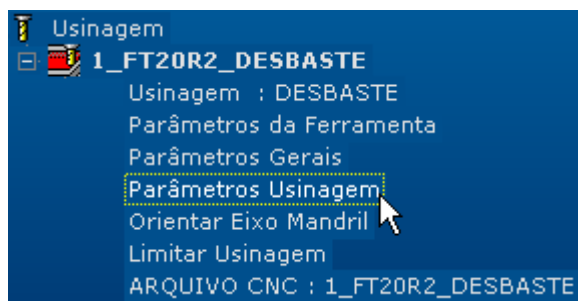 Usinagem
1_FT20R2_DESBASTE
Usinagem : DESBASTE
Parâmetros da Ferramenta
Parâmetros Gerais
Parâmetros Usinagem
Orientar Eixo Mandril
Limitar Usinagem
ARQUIVO CNC : 1_FT20R2_DESBASTE